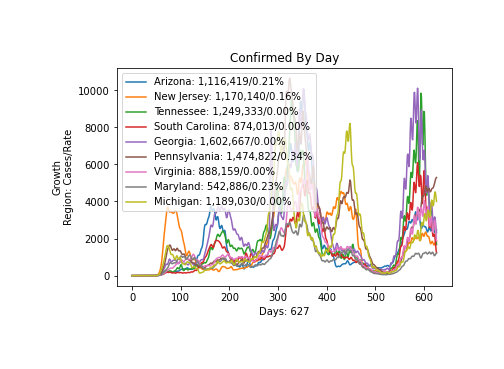 Confirmed By Day
Growth
Region: Cases/Rate
10000
8000
6000
4000
2000
0
Arizona: 1,116,419/0.21%
New Jersey: 1,170,140/0.16%
Tennessee: 1,249,333/0.00%
South Carolina: 874,013/0.00%
Georgia: 1,602,667/0.00%
Pennsylvania: 1,474,822/0.34%
Virginia: 888,159/0.00%
Maryland: 542,886/0.23%
Michigan: 1,189,030/0.00%
0 100 200 300 400 500 600
Days: 627